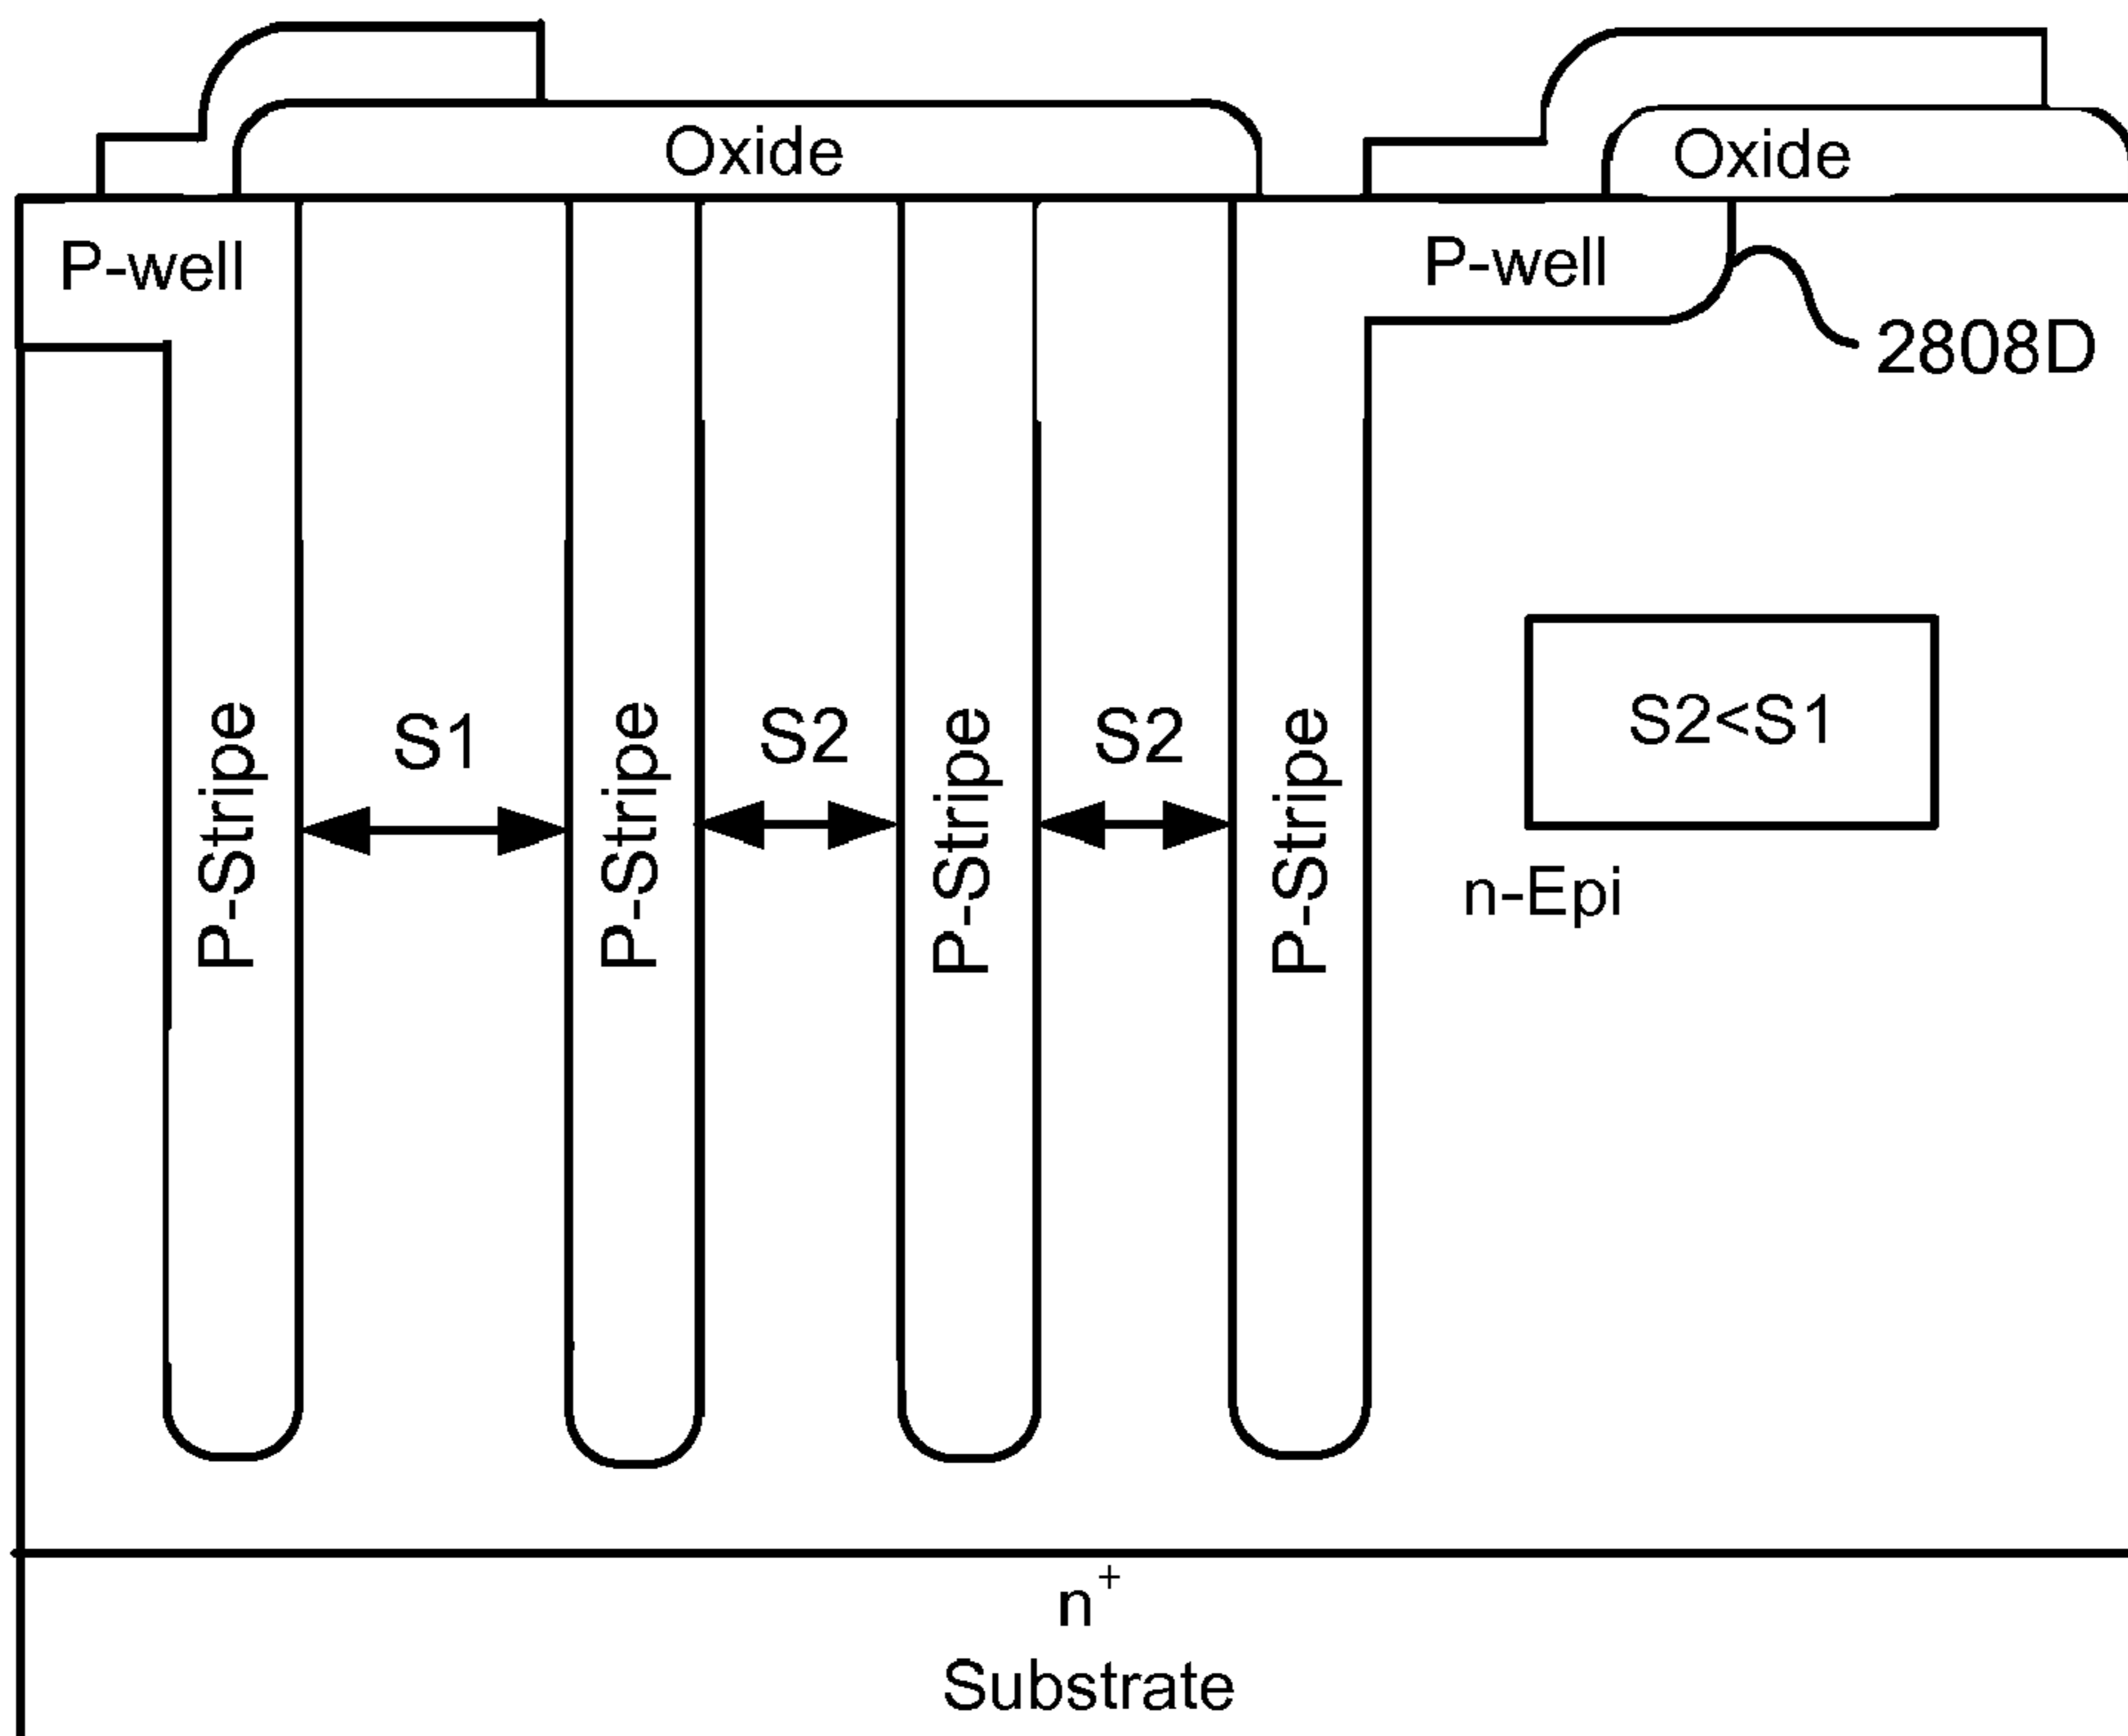 Oxide
Oxide
P-well
P-well
2808D
P-Stripe
S1
P-Stripe
S2
P-Stripe
S2
P-Stripe
S2<S1
n-Epi
n+
Substrate